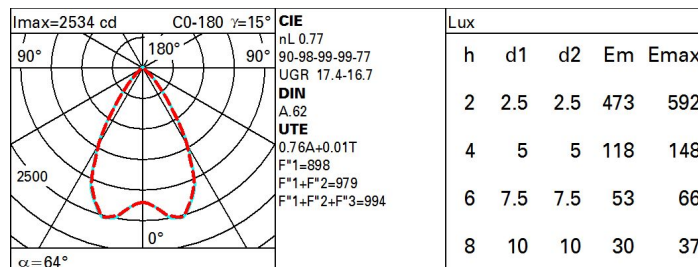 Imax=2534 cd C0-180 γ=15°
90° 180° 90°
2500
0°
α=64°
CIE
nL 0.77
90-98-99-99-77
UGR 17.4-16.7
DIN
A.62
UTE
0.76A+0.01T
F"1=898
F"1+F"2=979
F"1+F"2+F"3=994
Lux
h d1 d2 Em Emax
2 2.5 2.5 473 592
4 5 5 118 148
6 7.5 7.5 53 66
8 10 10 30 37